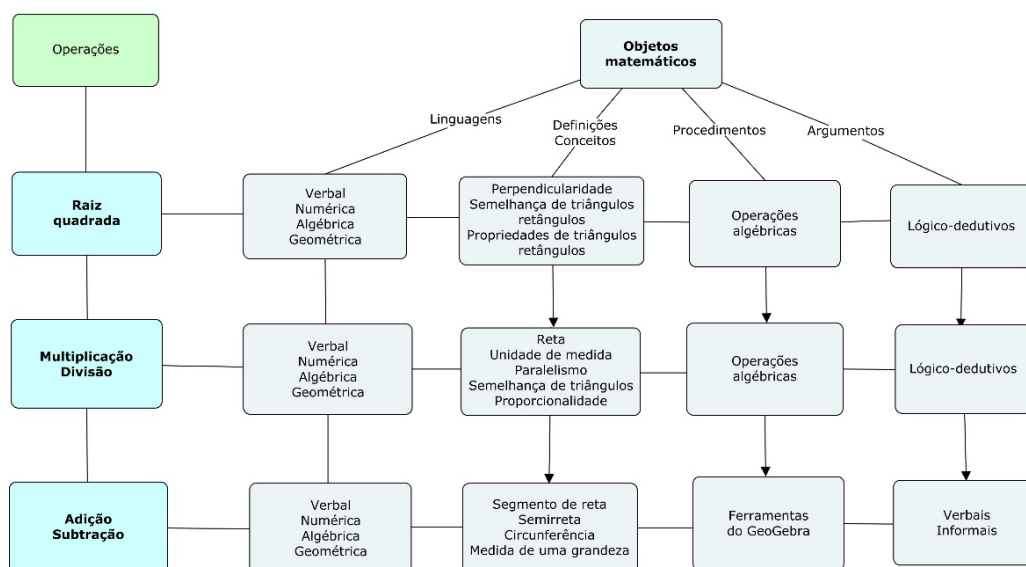 Operações
Objetos
matemáticos
Linguagens
Definições
Conceitos
Procedimentos
Argumentos
Raiz
quadrada
Verbal
Numérica
Algébrica
Geométrica
Perpendicularidade
Semelhança de triângulos
retângulos
Propriedades de triângulos
retângulos
Operações
algébricas
Lógico-dedutivos
Multiplicação
Divisão
Verbal
Numérica
Algébrica
Geométrica
Reta
Unidade de medida
Paralelismo
Semelhança de triângulos
Proporcionalidade
Operações
algébricas
Lógico-dedutivos
Adição
Subtração
Verbal
Numérica
Algébrica
Geométrica
Segmento de reta
Semirreta
Circunferência
Medida de uma grandeza
Ferramentas
do GeoGebra
Verbais
Informais